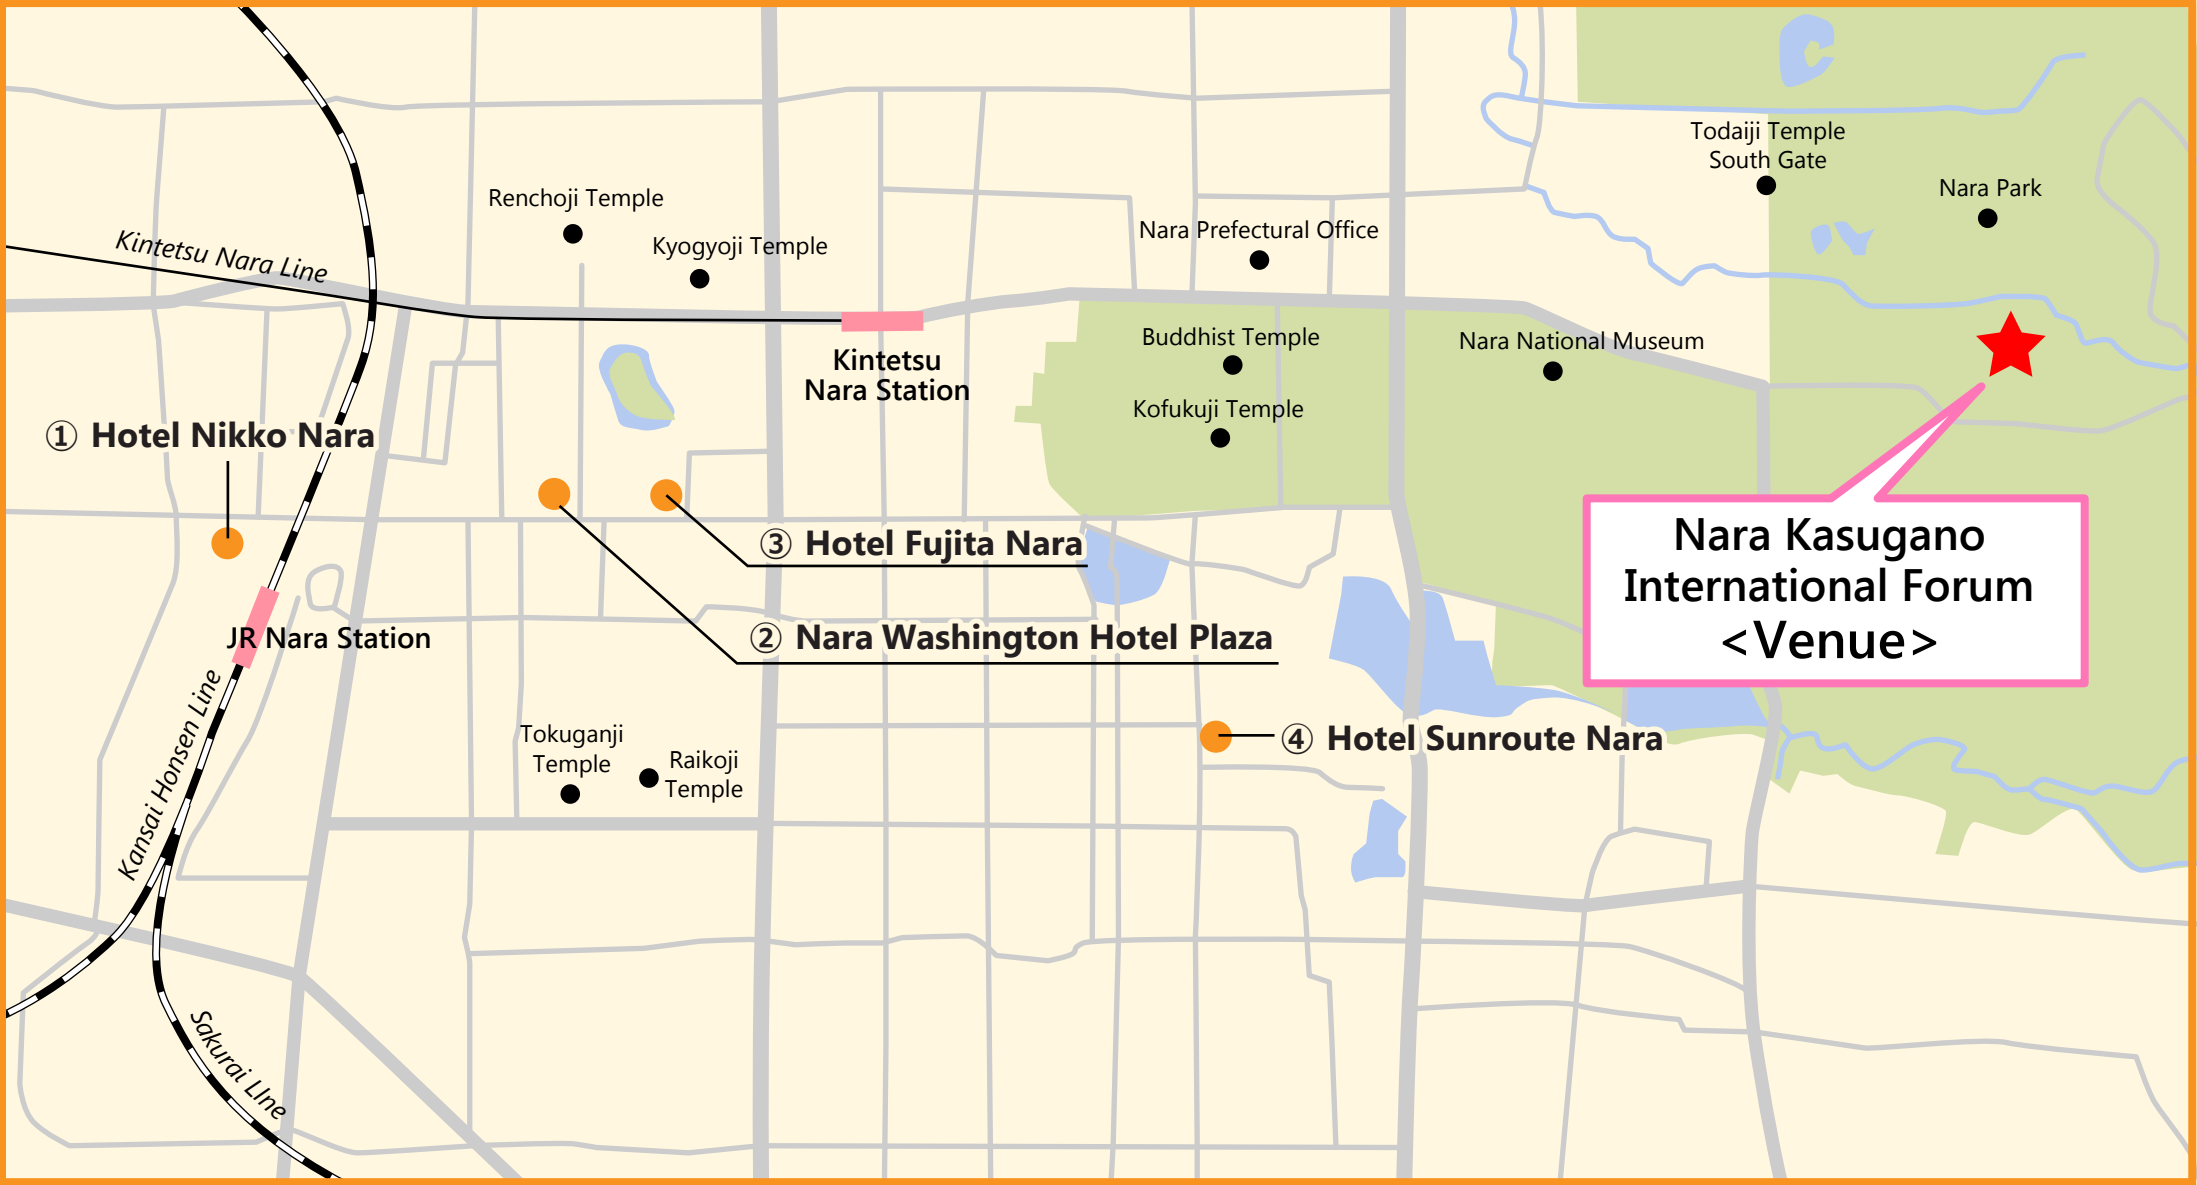 Todaiji Temple
South Gate
Nara Park
Renchoji Temple
Kyogyoji Temple
Nara Prefectural Office
Kintetsu Nara Line
Buddhist Temple
Nara National Museum
Kintetsu
Nara Station
Kofukuji Temple
① Hotel Nikko Nara
③ Hotel Fujita Nara
Nara Kasugano
International Forum
<Venue>
JR Nara Station
② Nara Washington Hotel Plaza
Kansai Honsen Line
Tokuganji
Temple
Raikoji
Temple
④ Hotel Sunroute Nara
Sakurai LIne